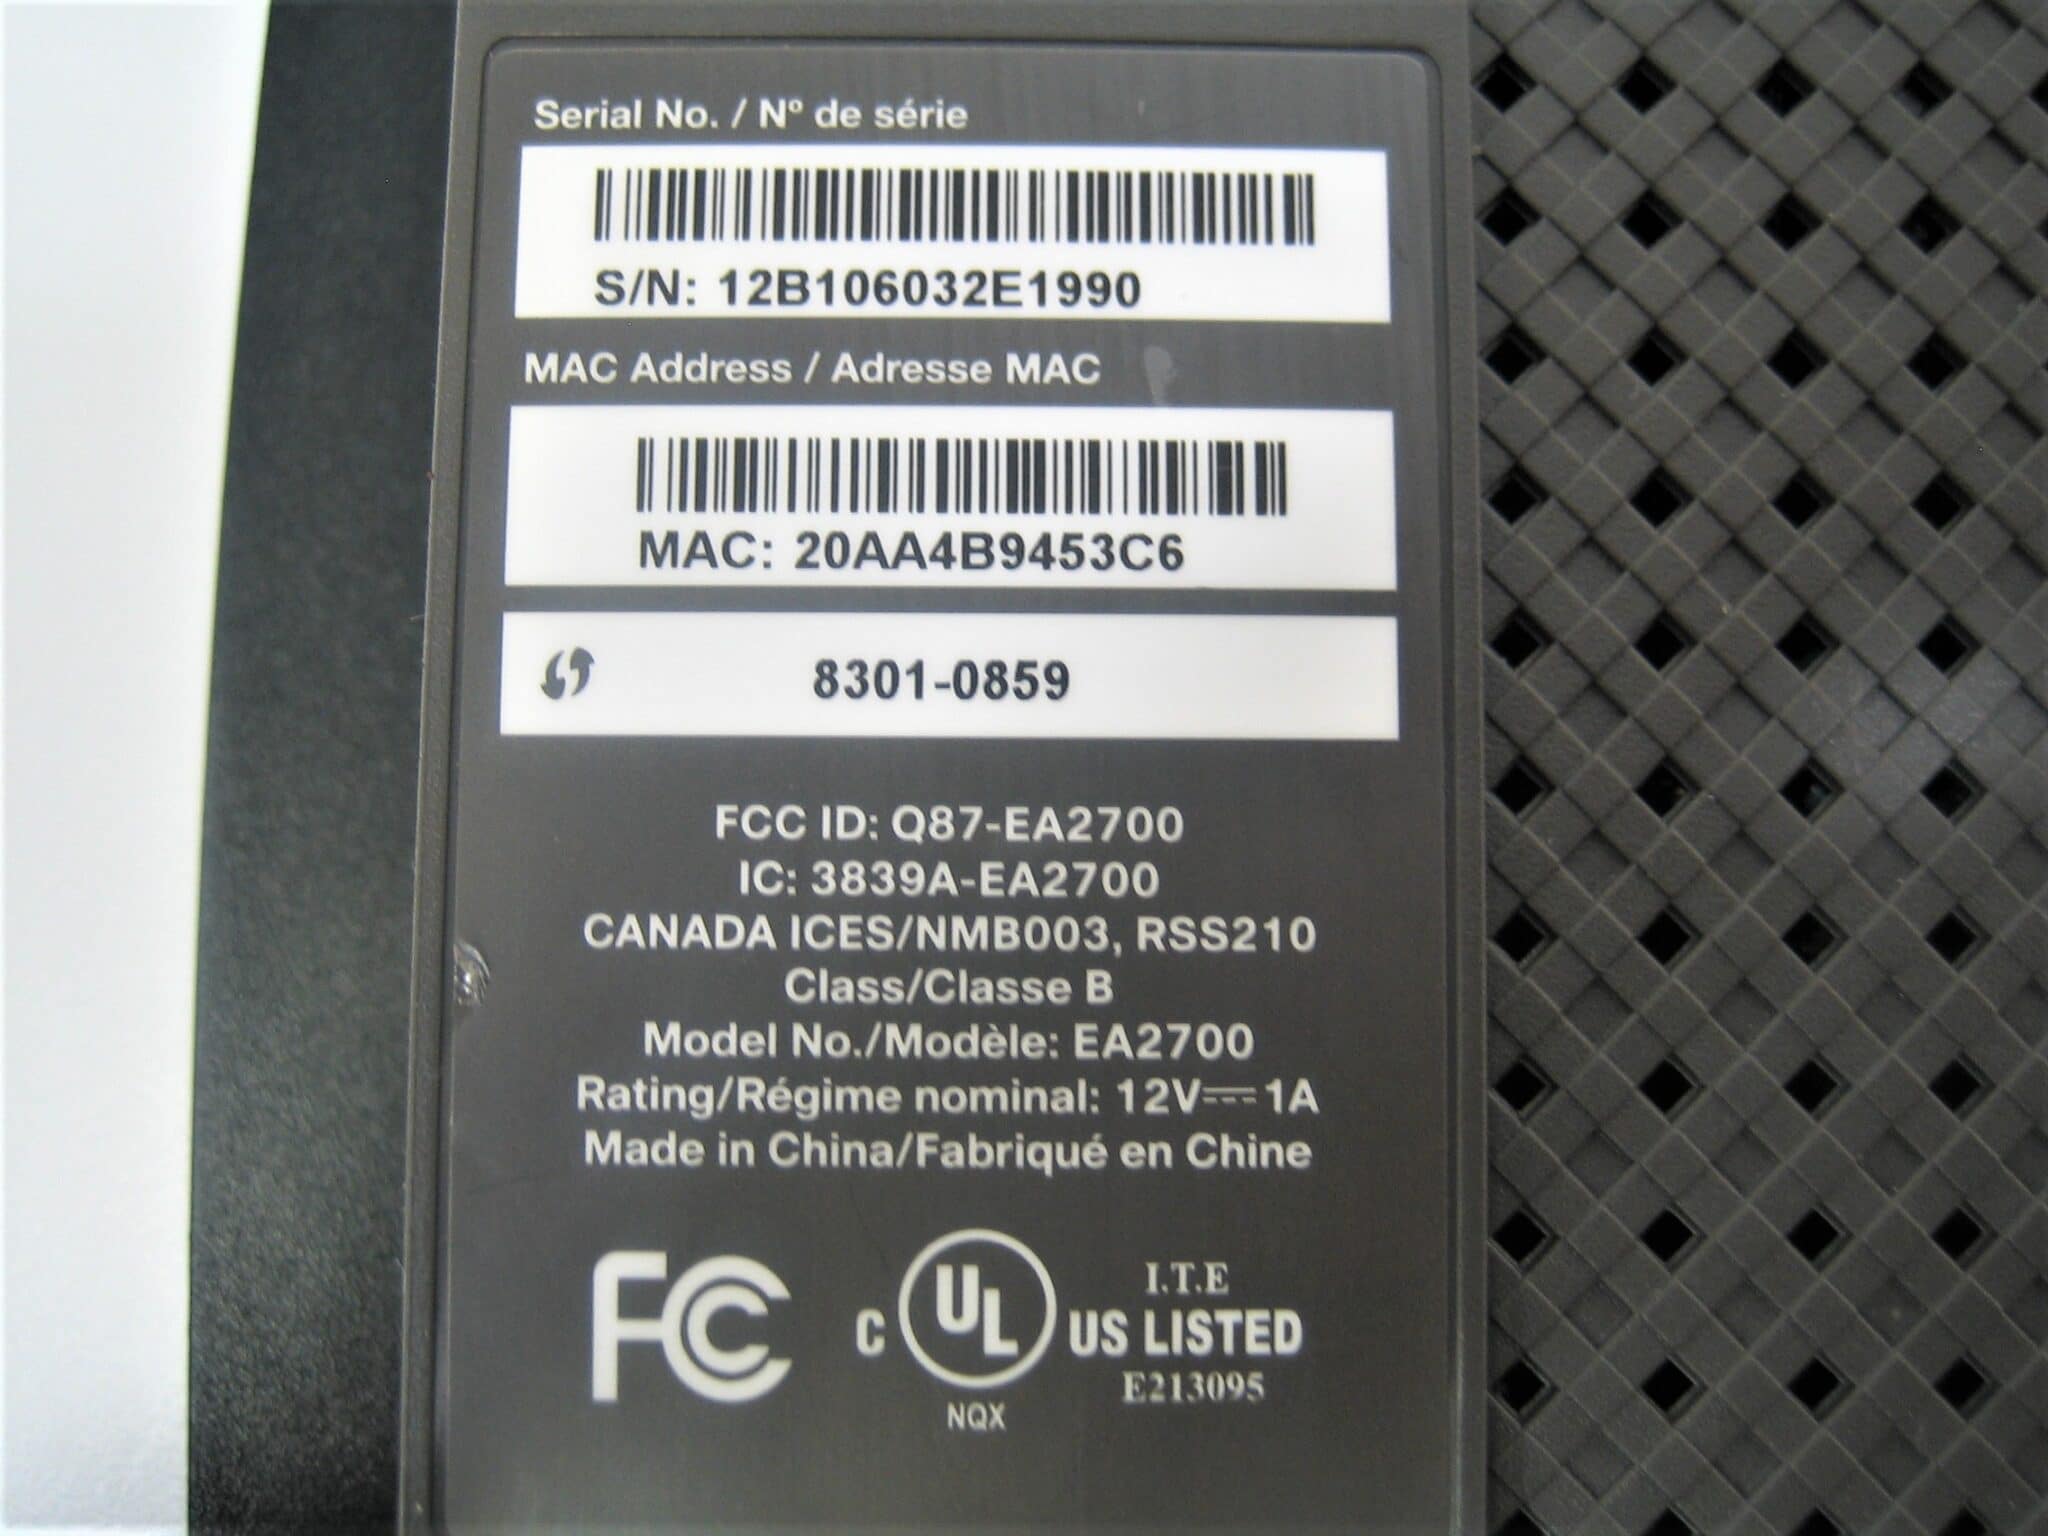 Serial No. / Nº de série
S/N: 12B106032E1990
MAC Address / Adresse MAC
MAC: 20AA4B9453C6
8301-0859
FCC ID: Q87-EA2700
IC: 3839A-EA2700
CANADA ICES/NMB003, RSS210
Class/Classe B
Model No./Modèle: EA2700
Rating/Régime nominal: 12V⎓1A
Made in China/Fabriqué en Chine
FC
C UL US LISTED
I.T.E
E213095
NQX